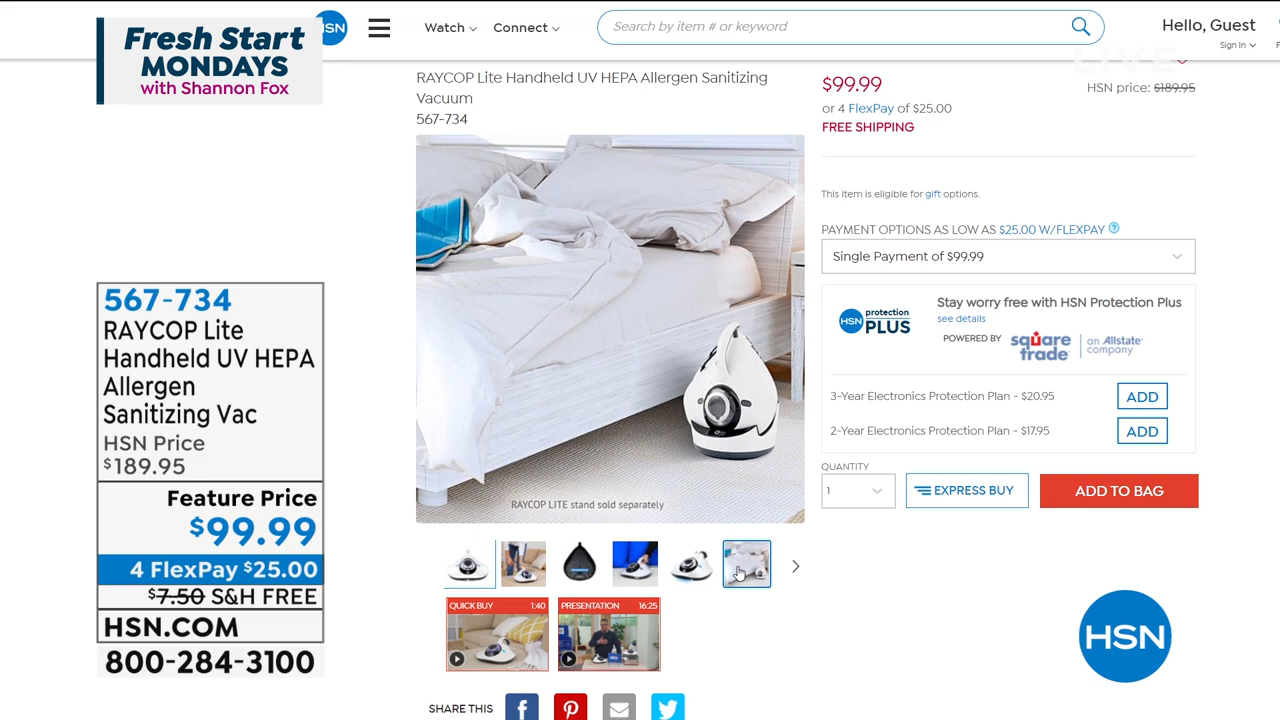 Fresh Start
MONDAYS
with Shannon Fox
HSN
Watch
Connect
Search by item # or keyword
Hello, Guest
Sign In
LIVE
RAYCOP Lite Handheld UV HEPA Allergen Sanitizing
Vacuum
567-734
$99.99
HSN price: $189.95
or 4 FlexPay of $25.00
FREE SHIPPING
This item is eligible for gift options.
PAYMENT OPTIONS AS LOW AS $25.00 W/FLEXPAY ?
Single Payment of $99.99
HSN protection PLUS
Stay worry free with HSN Protection Plus
see details
POWERED BY square trade | an Allstate company
3-Year Electronics Protection Plan - $20.95 ADD
2-Year Electronics Protection Plan - $17.95 ADD
QUANTITY
1
EXPRESS BUY
ADD TO BAG
RAYCOP LITE stand sold separately
QUICK BUY 1:40
PRESENTATION 16:25
SHARE THIS
567-734
RAYCOP Lite
Handheld UV HEPA
Allergen
Sanitizing Vac
HSN Price
$189.95
Feature Price
$99.99
4 FlexPay $25.00
$7.50 S&H FREE
HSN.COM
800-284-3100
HSN